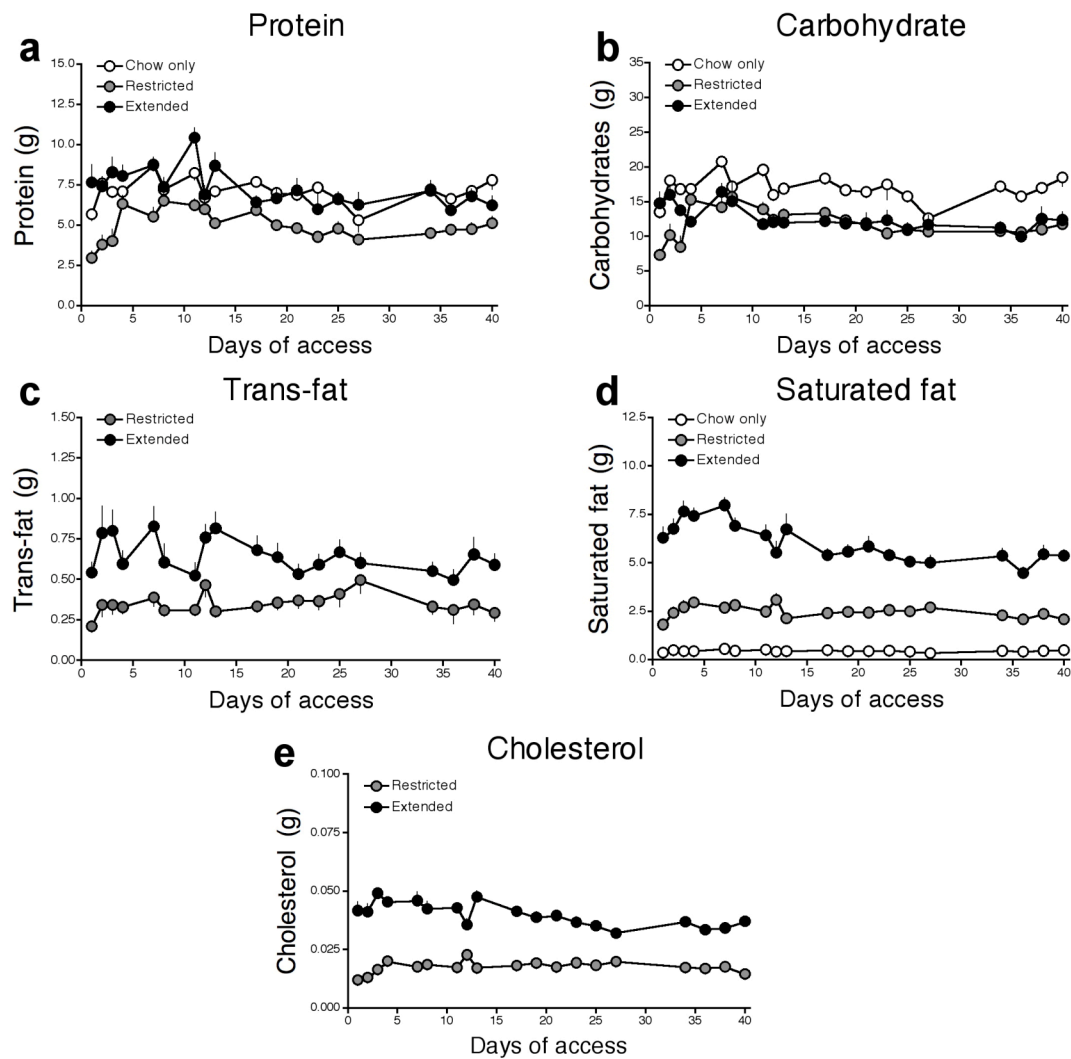 Protein
a
15.0
12.5
10.0
7.5
5.0
2.5
0.0
Protein (g)
Chow only
Restricted
Extended
0 5 10 15 20 25 30 35 40
Days of access
Carbohydrate
b
35
30
25
20
15
10
5
0
Carbohydrates (g)
Chow only
Restricted
Extended
0 5 10 15 20 25 30 35 40
Days of access
Trans-fat
c
1.50
1.25
1.00
0.75
0.50
0.25
0.00
Trans-fat (g)
Restricted
Extended
0 5 10 15 20 25 30 35 40
Days of access
Saturated fat
d
12.5
10.0
7.5
5.0
2.5
0.0
Saturated fat (g)
Chow only
Restricted
Extended
0 5 10 15 20 25 30 35 40
Days of access
Cholesterol
e
0.100
0.075
0.050
0.025
0.000
Cholesterol (g)
Restricted
Extended
0 5 10 15 20 25 30 35 40
Days of access